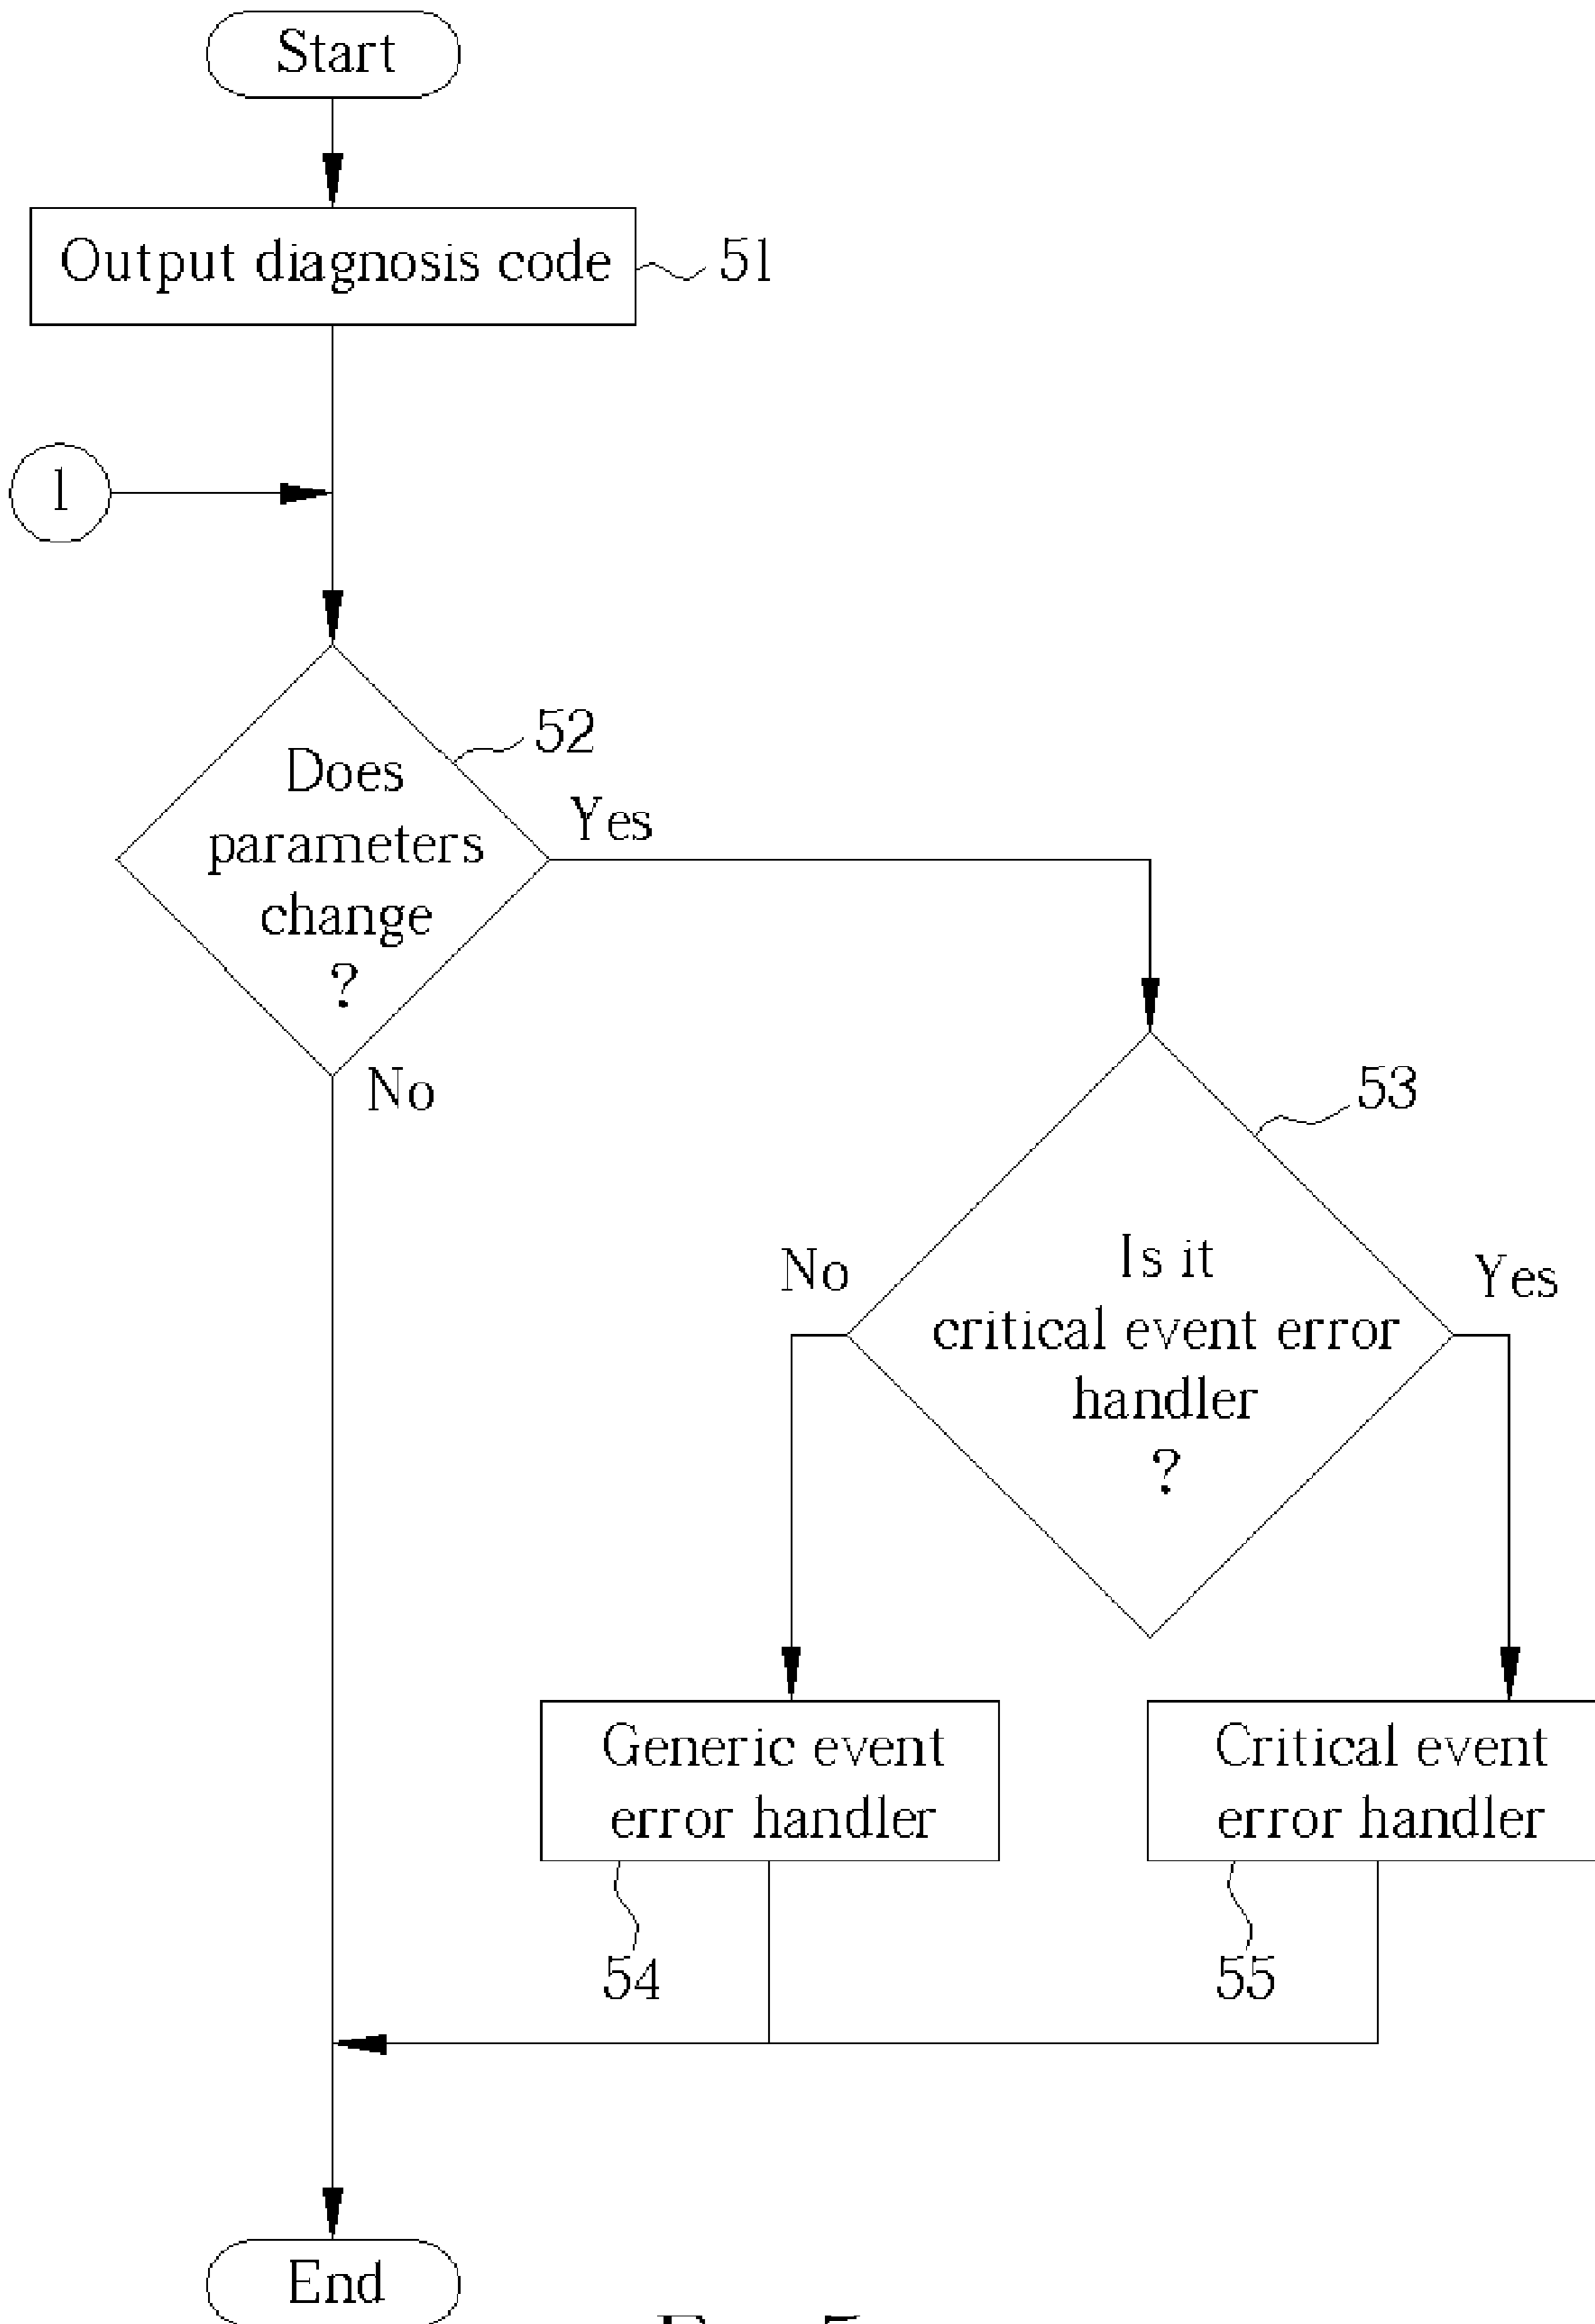 Start
Output diagnosis code
51
1
52
Does
parameters
change
?
Yes
No
53
Is it
critical event error
handler
?
No
Yes
Generic event
error handler
Critical event
error handler
54
55
End